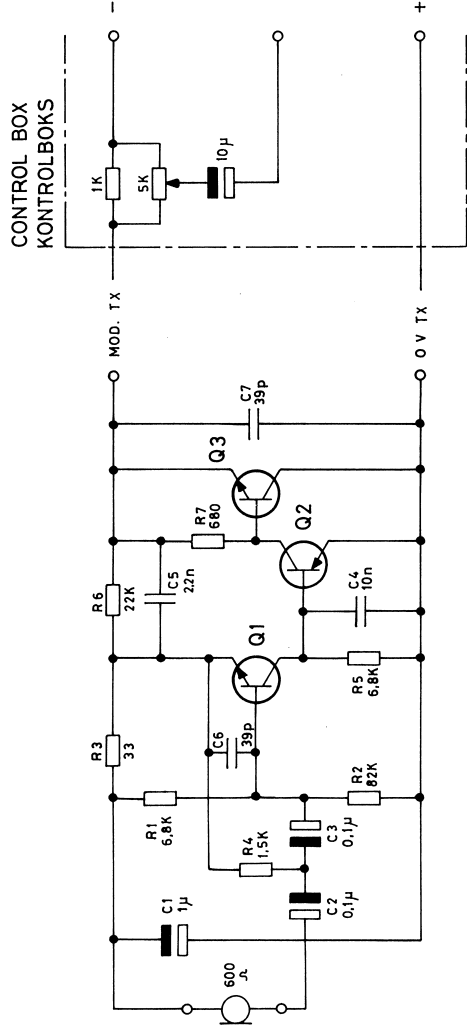 CONTROL BOX
KONTROLBOKS
−
1K
5K
10µ
+
MOD. TX
0 V TX
R3
33
R6
22K
C1
1µ
R1
6,8K
C5
2,2n
R7
680
Q3
C7
39p
600
Ω
R4
1,5K
C6
39p
Q1
Q2
C2
0,1µ
C3
0,1µ
R2
82K
R5
6,8K
C4
10n